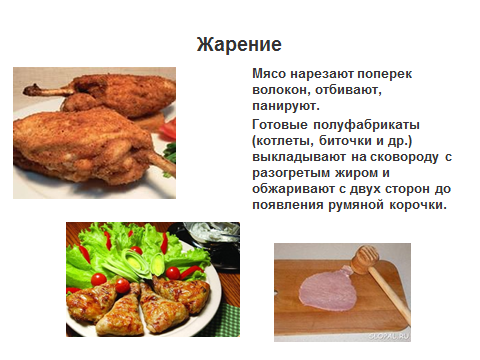 Жарение
Мясо нарезают поперек
волокон, отбивают,
панируют.
Готовые полуфабрикаты
(котлеты, биточки и др.)
выкладывают на сковороду с
разогретым жиром и
обжаривают с двух сторон до
появления румяной корочки.